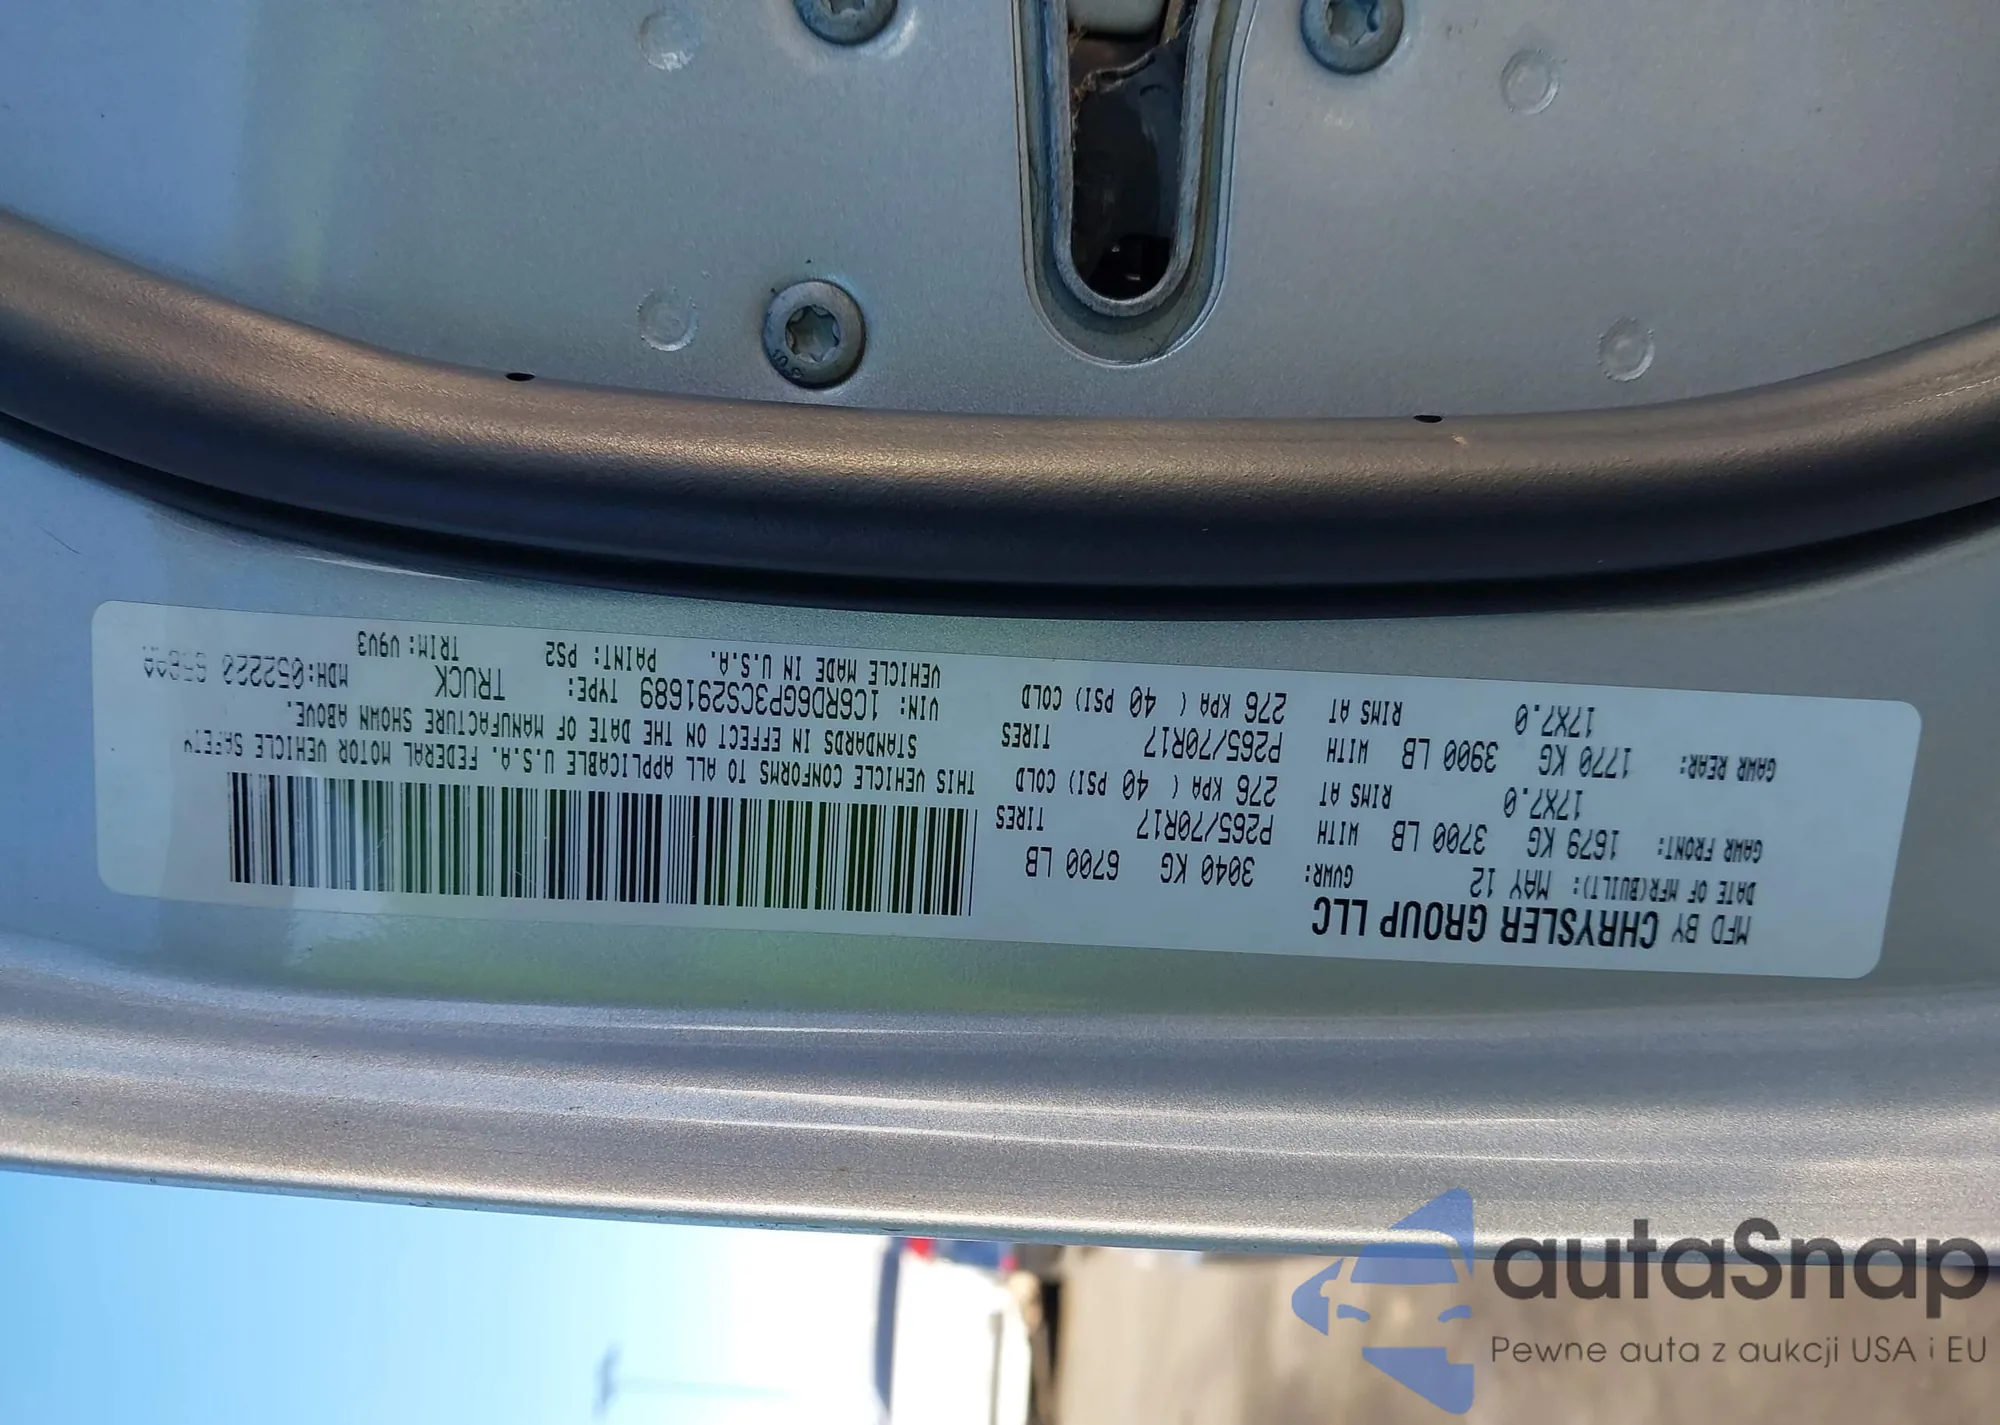 MFD BY CHRYSLER GROUP LLC
DATE OF MFR(BUILT): MAY 12 GVWR: 3040 KG 6700 LB
GAWR FRONT: 1679 KG 3700 LB WITH P265/70R17 TIRES
17X7.0 RIMS AT 276 KPA ( 40 PSI) COLD
GAWR REAR: 1770 KG 3900 LB WITH P265/70R17 TIRES
17X7.0 RIMS AT 276 KPA ( 40 PSI) COLD
THIS VEHICLE CONFORMS TO ALL APPLICABLE U.S.A. FEDERAL MOTOR VEHICLE SAFETY
STANDARDS IN EFFECT ON THE DATE OF MANUFACTURE SHOWN ABOVE.
VIN: 1C6RD6GP3CS291689 TYPE: TRUCK MDH:052220
VEHICLE MADE IN U.S.A. PAINT: PS2 TRIM: V9V3
10.9
autaSnap
Pewne auta z aukcji USA i EU